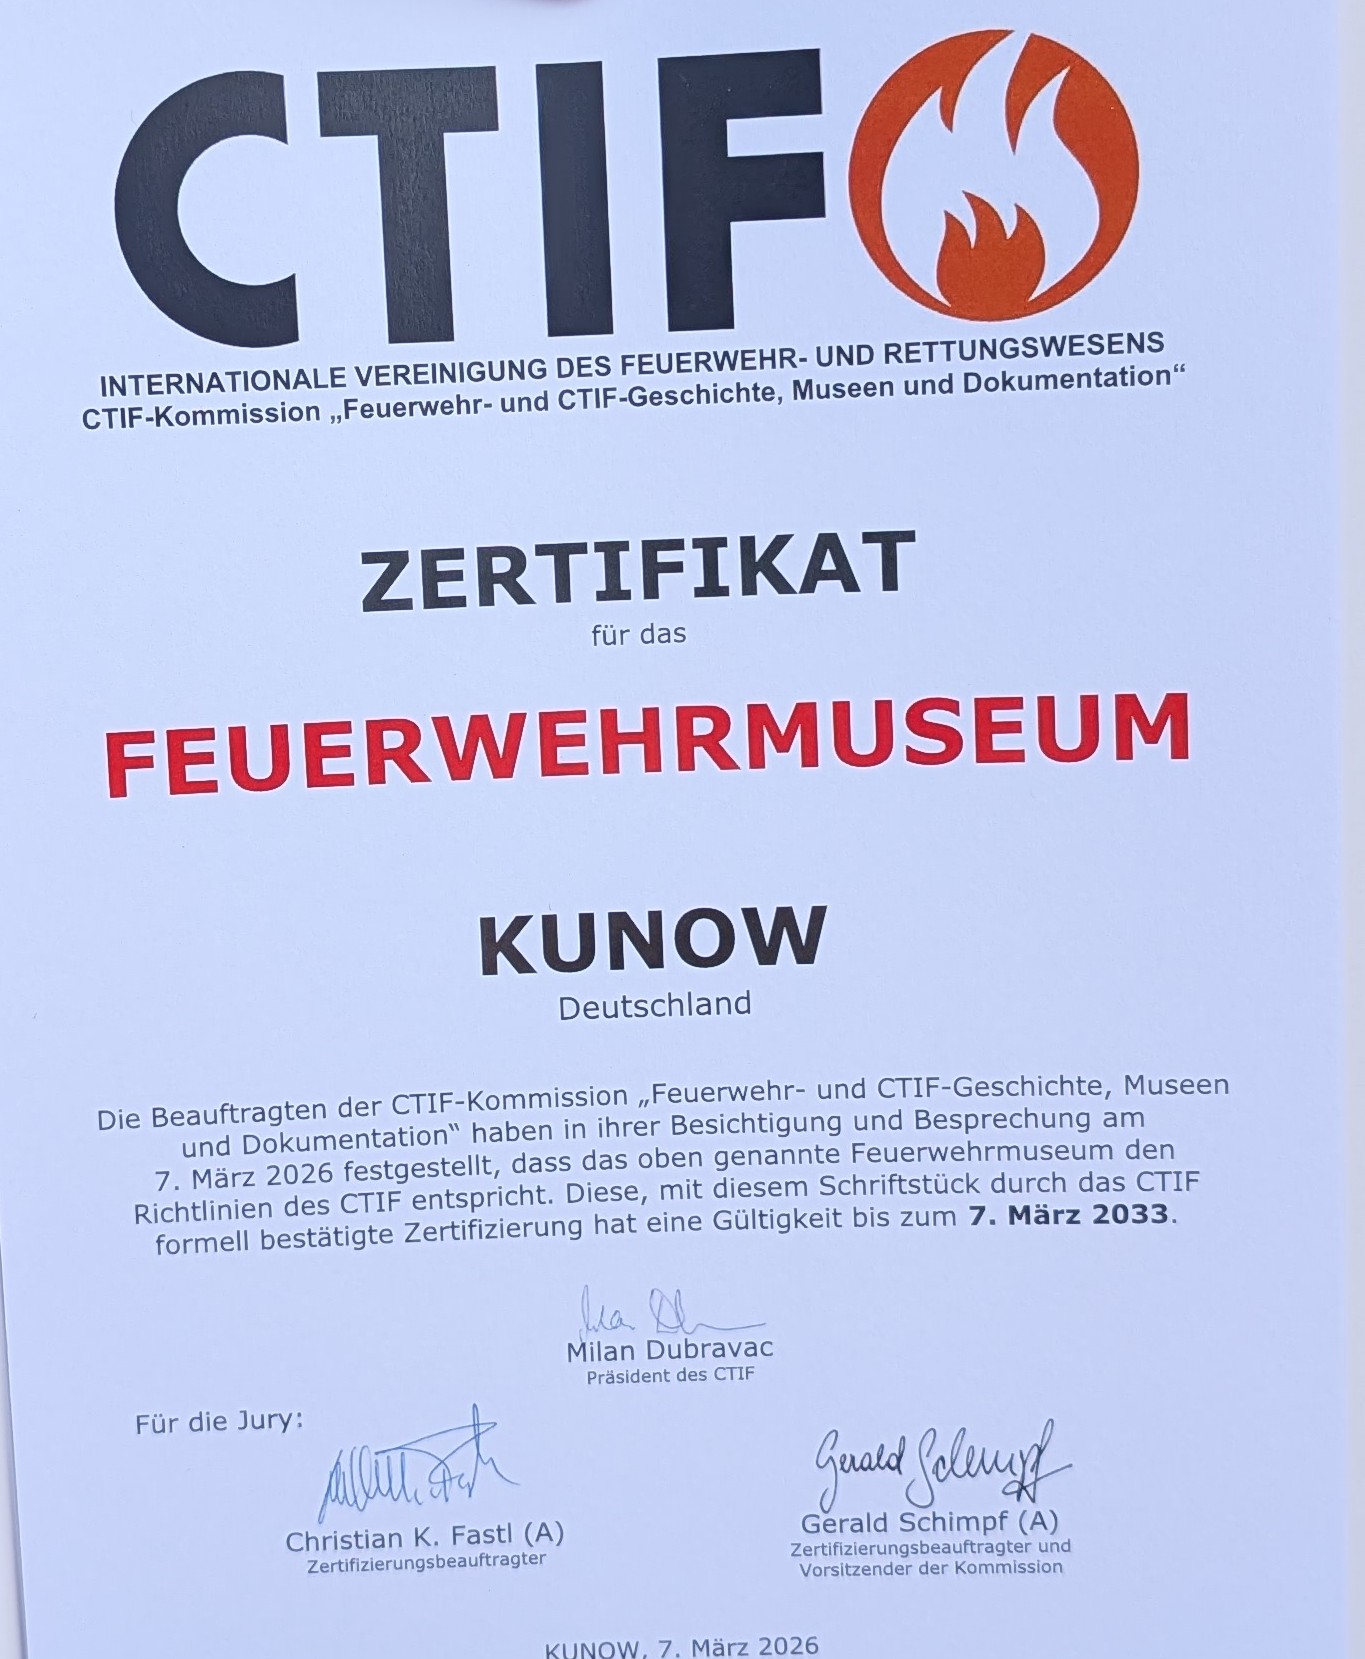 CTIF
INTERNATIONALE VEREINIGUNG DES FEUERWEHR- UND RETTUNGSWESENS
CTIF-Kommission „Feuerwehr- und CTIF-Geschichte, Museen und Dokumentation“
ZERTIFIKAT
für das
FEUERWEHRMUSEUM
KUNOW
Deutschland
Die Beauftragten der CTIF-Kommission „Feuerwehr- und CTIF-Geschichte, Museen
und Dokumentation“ haben in ihrer Besichtigung und Besprechung am
7. März 2026 festgestellt, dass das oben genannte Feuerwehrmuseum den
Richtlinien des CTIF entspricht. Diese, mit diesem Schriftstück durch das CTIF
formell bestätigte Zertifizierung hat eine Gültigkeit bis zum 7. März 2033.
Milan Dubravac
Präsident des CTIF
Für die Jury:
Gerald Schimpf
Christian K. Fastl (A)
Zertifizierungsbeauftragter
Gerald Schimpf (A)
Zertifizierungsbeauftragter und
Vorsitzender der Kommission
KUNOW, 7. März 2026